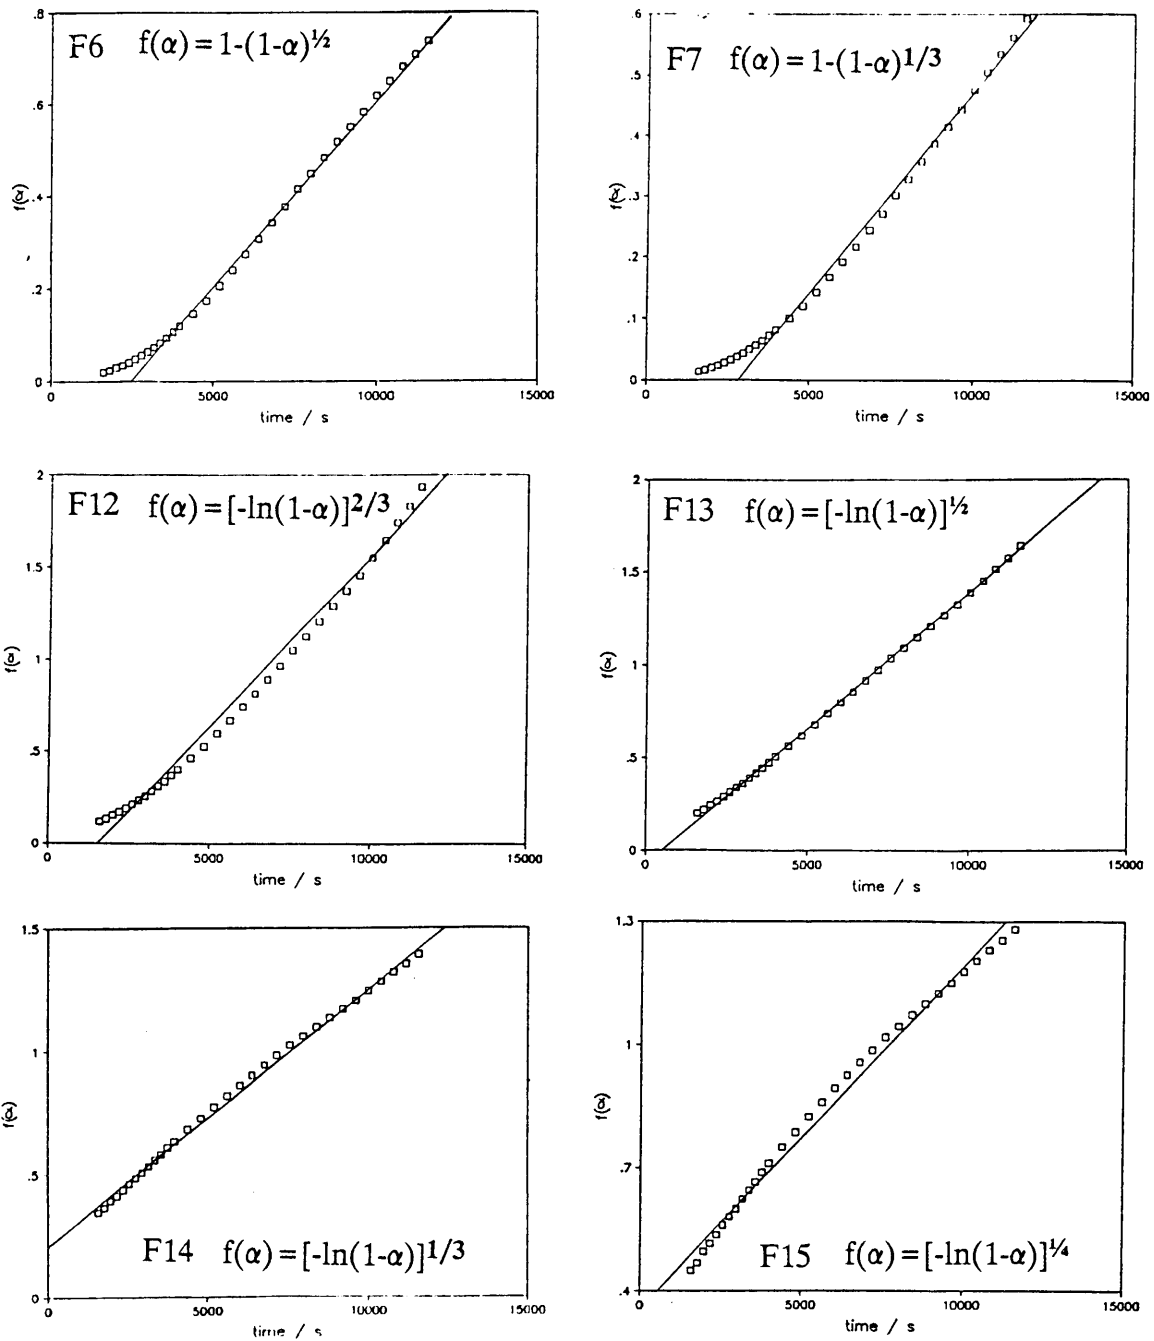 F6 f(α)=1-(1-α)½
.8
.6
.4
.2
0
f(α)
5000
10000
15000
time / s
F7 f(α)=1-(1-α)1/3
.6
.5
.4
.3
.2
.1
0
f(α)
0
5000
10000
15000
time / s
F12 f(α)=[-ln(1-α)]2/3
2
1.5
1
.5
0
f(α)
0
5000
10000
15000
time / s
F13 f(α)=[-ln(1-α)]½
2
1.5
1
.5
0
f(α)
0
5000
10000
15000
time / s
1.5
1
.5
0
f(α)
F14 f(α)=[-ln(1-α)]1/3
0
5000
10000
15000
time / s
1.3
1
.7
.4
f(α)
F15 f(α)=[-ln(1-α)]¼
0
5000
10000
15000
time / s